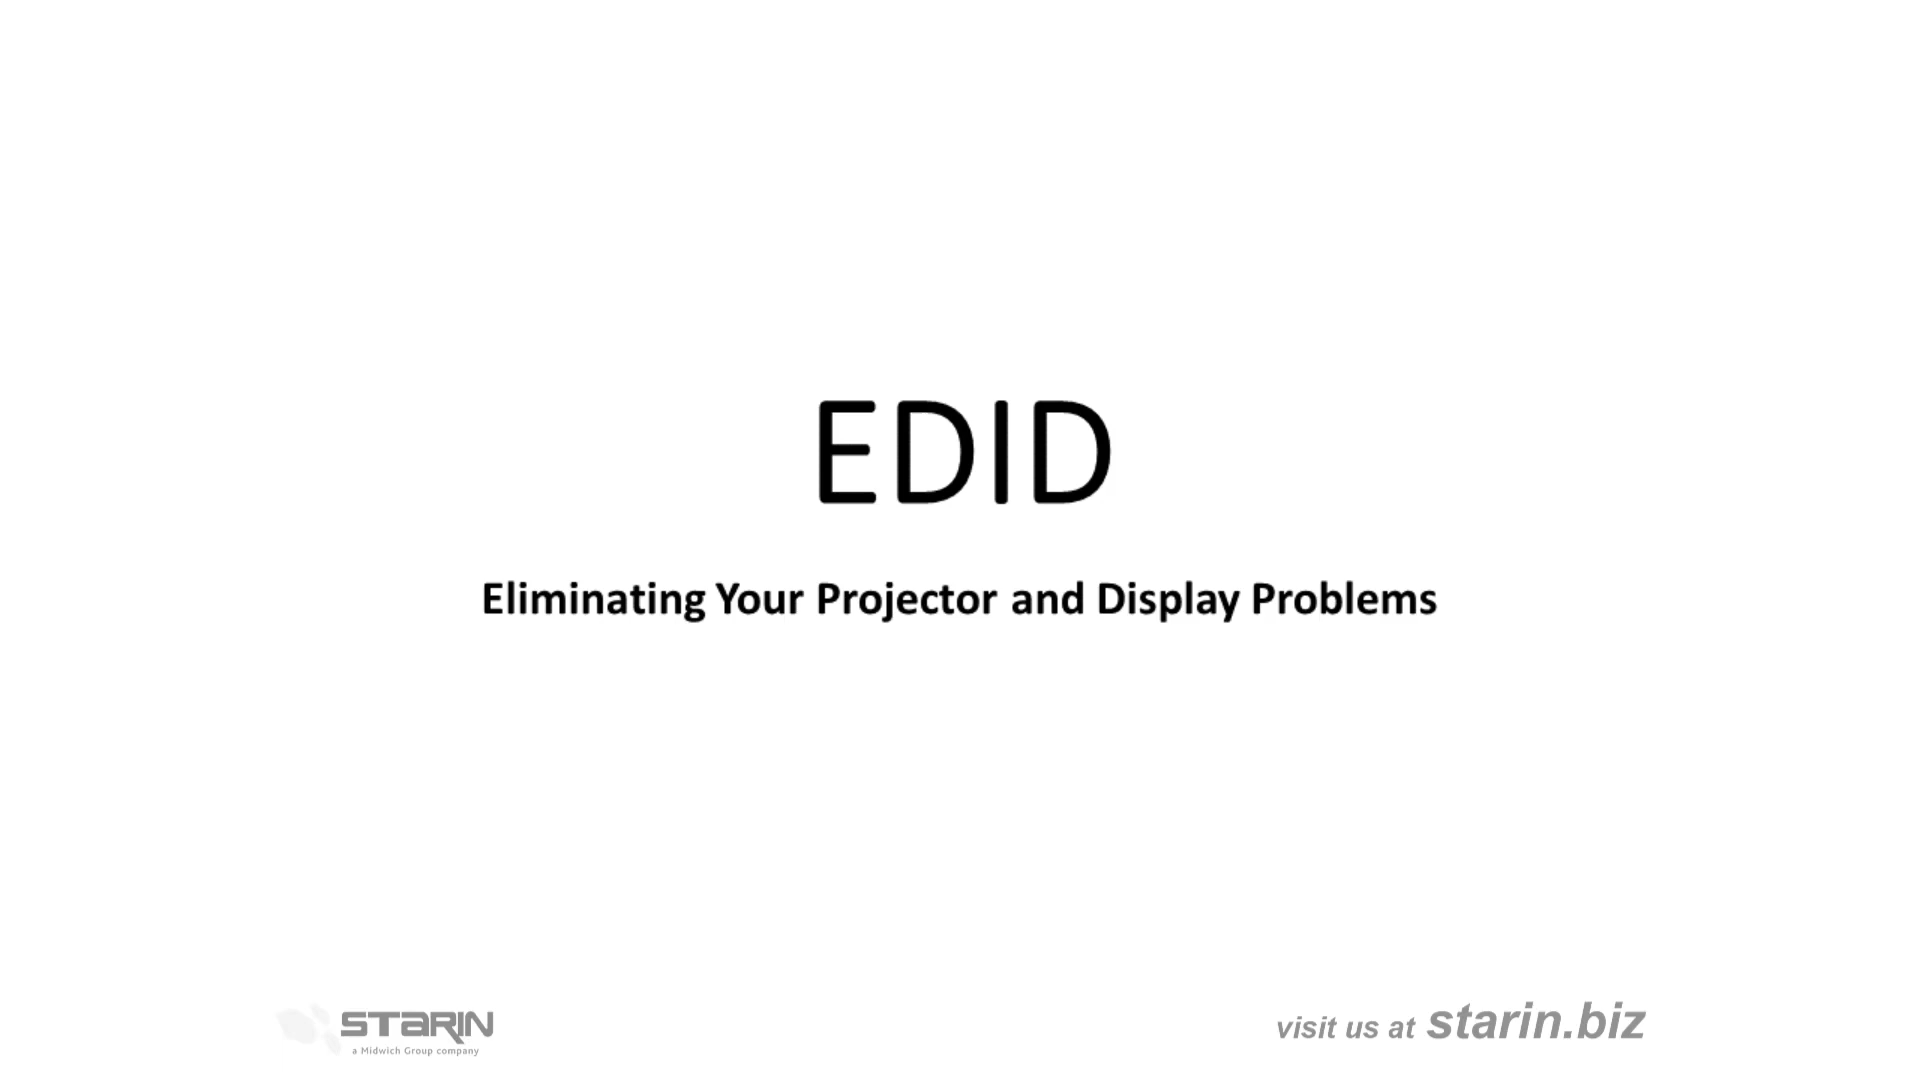 EDID
Eliminating Your Projector and Display Problems
STARIN
a Midwich Group company
visit us at starin.biz